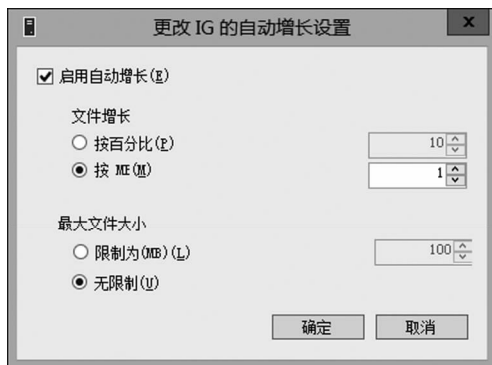 更改 IG 的自动增长设置
x
启用自动增长(E)
文件增长
按百分比(P) 10
按 MB(M) 1
最大文件大小
限制为(MB)(L) 100
无限制(U)
确定 取消